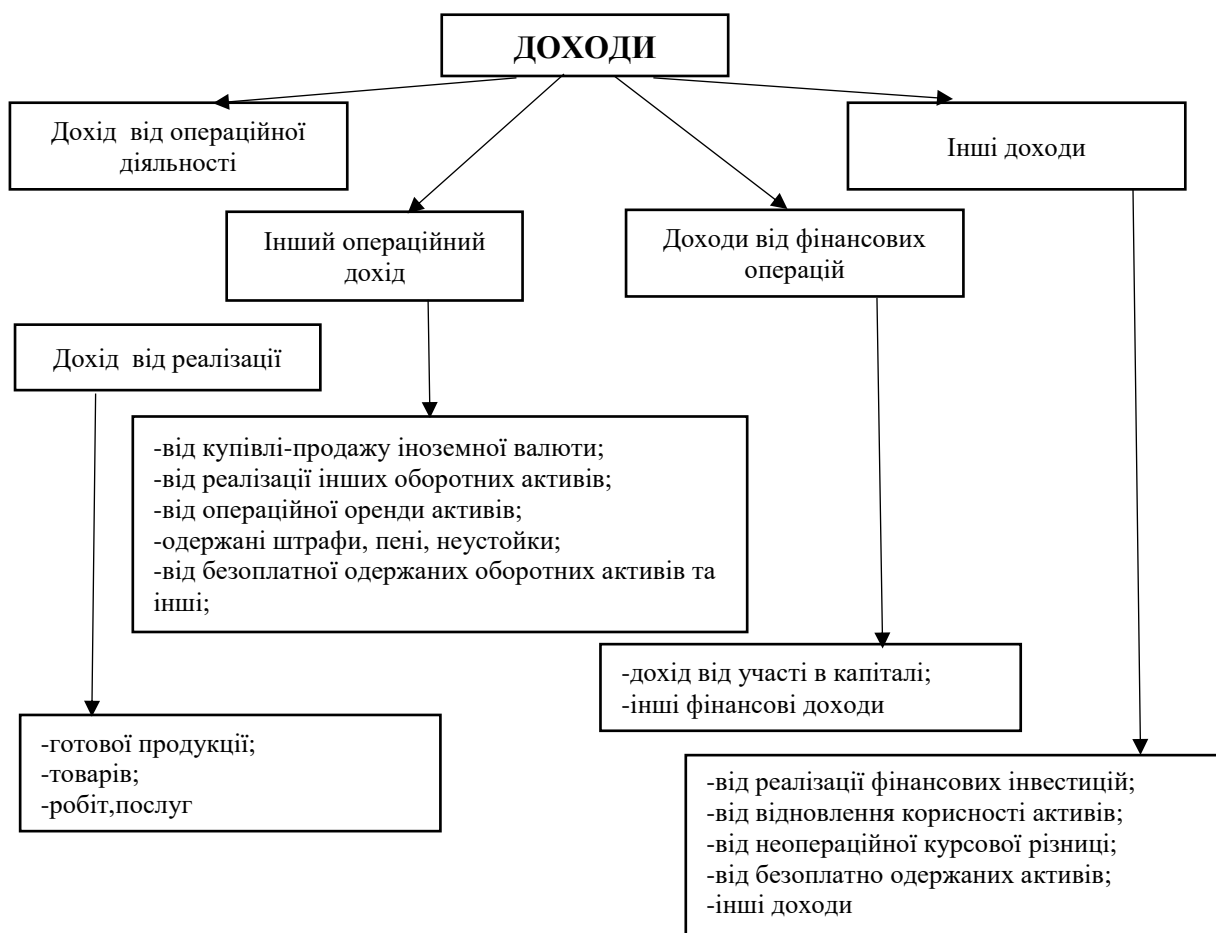 ДОХОДИ
Дохід від операційної
діяльності
Інші доходи
Інший операційний
дохід
Доходи від фінансових
операцій
Дохід від реалізації
-від купівлі-продажу іноземної валюти;
-від реалізації інших оборотних активів;
-від операційної оренди активів;
-одержані штрафи, пені, неустойки;
-від безоплатної одержаних оборотних активів та
інші;
-дохід від участі в капіталі;
-інші фінансові доходи
-готової продукції;
-товарів;
-робіт,послуг
-від реалізації фінансових інвестицій;
-від відновлення корисності активів;
-від неопераційної курсової різниці;
-від безоплатно одержаних активів;
-інші доходи